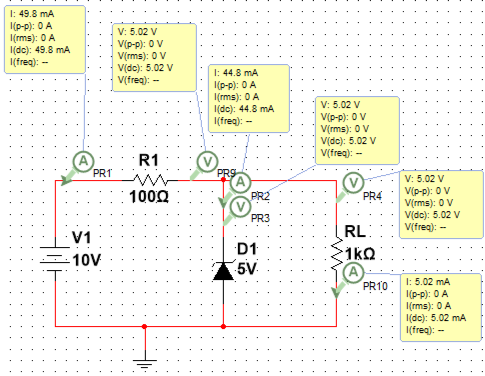 I: 49.8 mA
I(p-p): 0 A
I(rms): 0 A
I(dc): 49.8 mA
I(freq): --
V: 5.02 V
V(p-p): 0 V
V(rms): 0 V
V(dc): 5.02 V
V(freq): --
I: 44.8 mA
I(p-p): 0 A
I(rms): 0 A
I(dc): 44.8 mA
I(freq): --
V: 5.02 V
V(p-p): 0 V
V(rms): 0 V
V(dc): 5.02 V
V(freq): --
A
PR1
R1
100Ω
V
PR9
A
PR2
V
PR3
V
PR4
V: 5.02 V
V(p-p): 0 V
V(rms): 0 V
V(dc): 5.02 V
V(freq): --
V1
10V
D1
5V
RL
1kΩ
A
PR10
I: 5.02 mA
I(p-p): 0 A
I(rms): 0 A
I(dc): 5.02 mA
I(freq): --